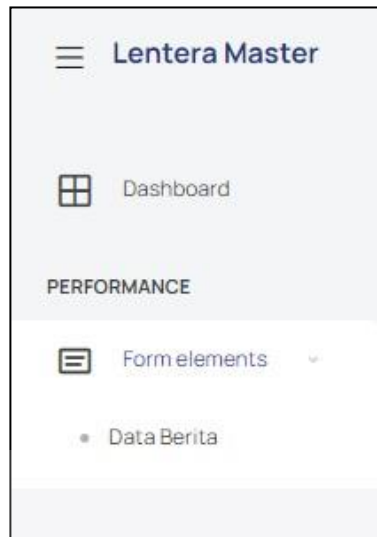 Lentera Master
Dashboard
PERFORMANCE
Form elements
Data Berita